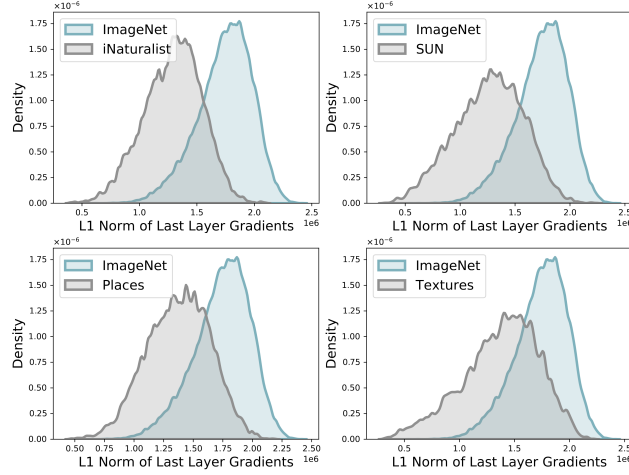 ×10⁻⁶ ×10⁻⁶
1.75 ImageNet 1.75 ImageNet
iNaturalist SUN
1.50 1.50
1.25 1.25
Density 1.00 Density 1.00
0.75 0.75
0.50 0.50
0.25 0.25
0.00 0.00
0.5 1.0 1.5 2.0 2.5 0.5 1.0 1.5 2.0 2.5
L1 Norm of Last Layer Gradients 1e6 L1 Norm of Last Layer Gradients 1e6
×10⁻⁶ ×10⁻⁶
1.75 ImageNet 1.75 ImageNet
Places Textures
1.50 1.50
1.25 1.25
Density 1.00 Density 1.00
0.75 0.75
0.50 0.50
0.25 0.25
0.00 0.00
0.50 0.75 1.00 1.25 1.50 1.75 2.00 2.25 2.50 0.5 1.0 1.5 2.0 2.5
L1 Norm of Last Layer Gradients 1e6 L1 Norm of Last Layer Gradients 1e6